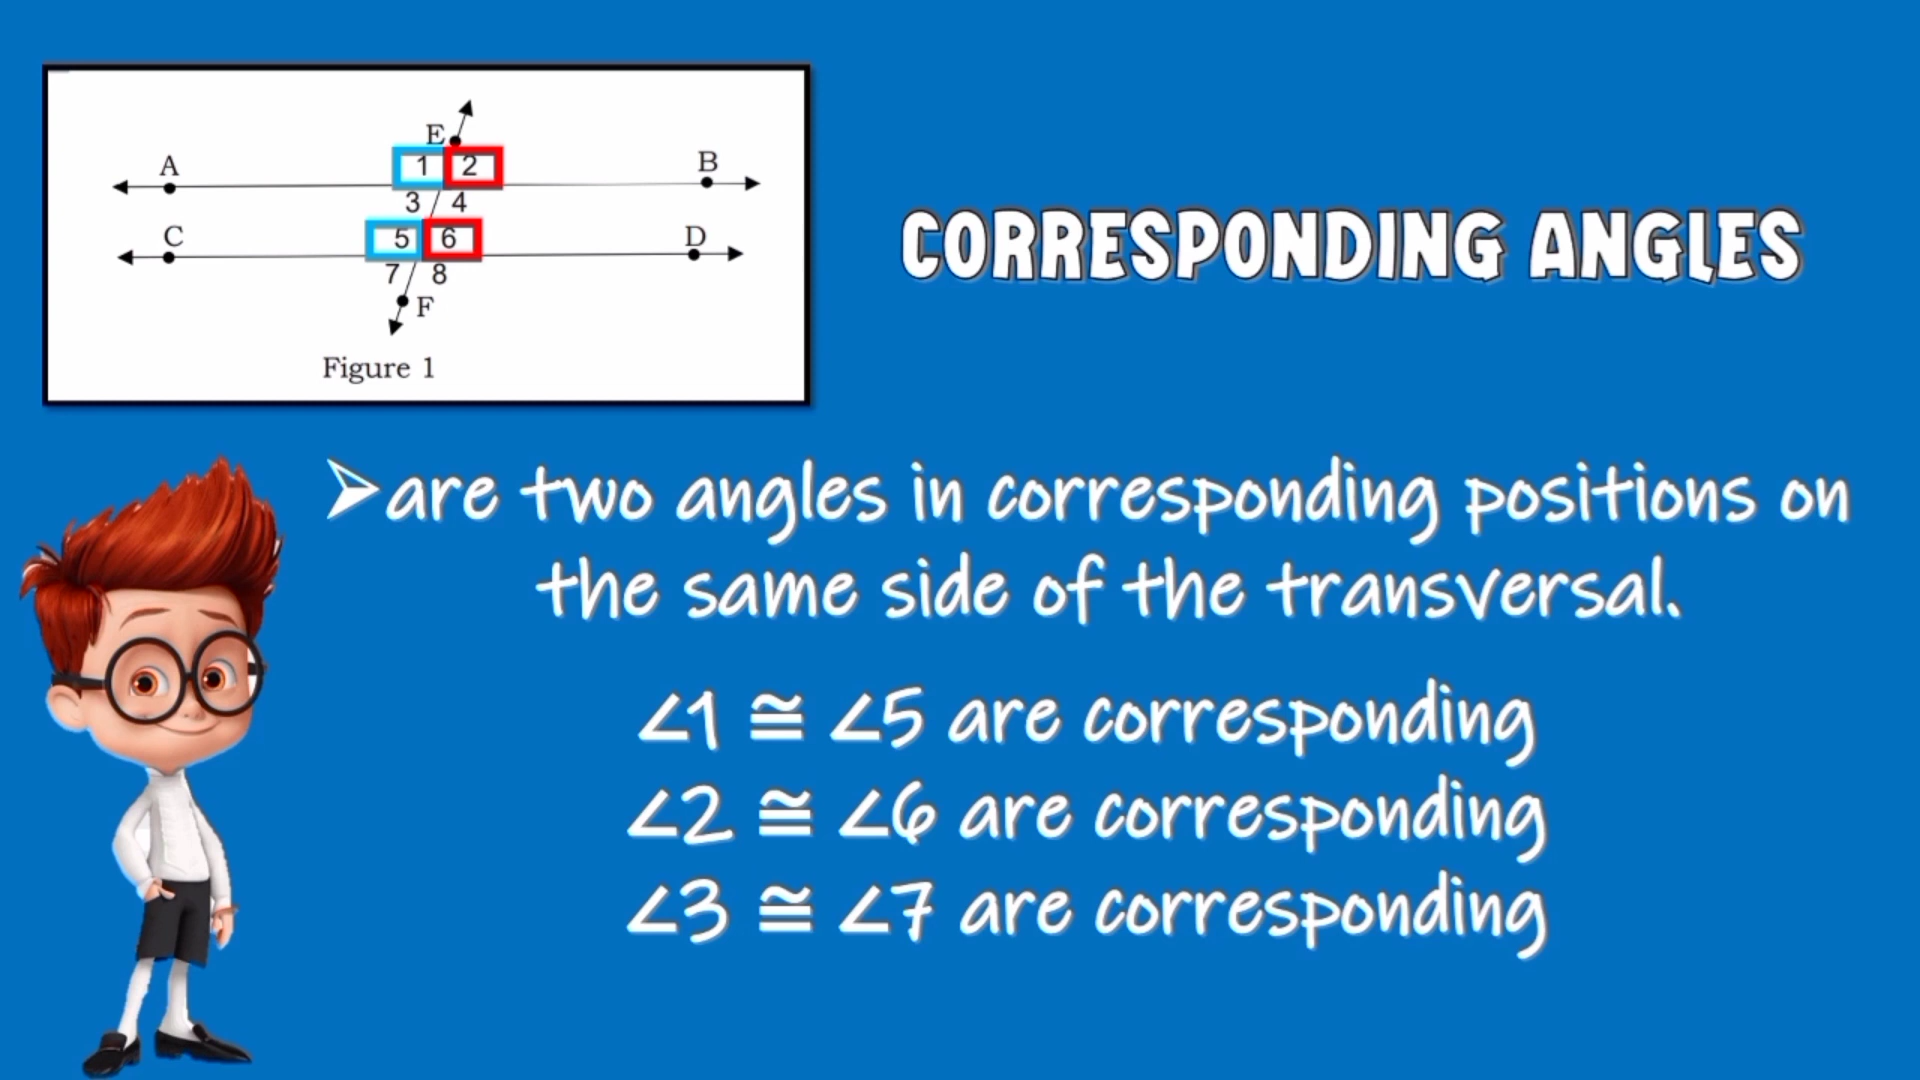 E
1 2
A B
3 4
C 5 6 D
7 8
F
Figure 1
CORRESPONDING ANGLES
➢are two angles in corresponding positions on
the same side of the transversal.
∠1 ≅ ∠5 are corresponding
∠2 ≅ ∠6 are corresponding
∠3 ≅ ∠7 are corresponding